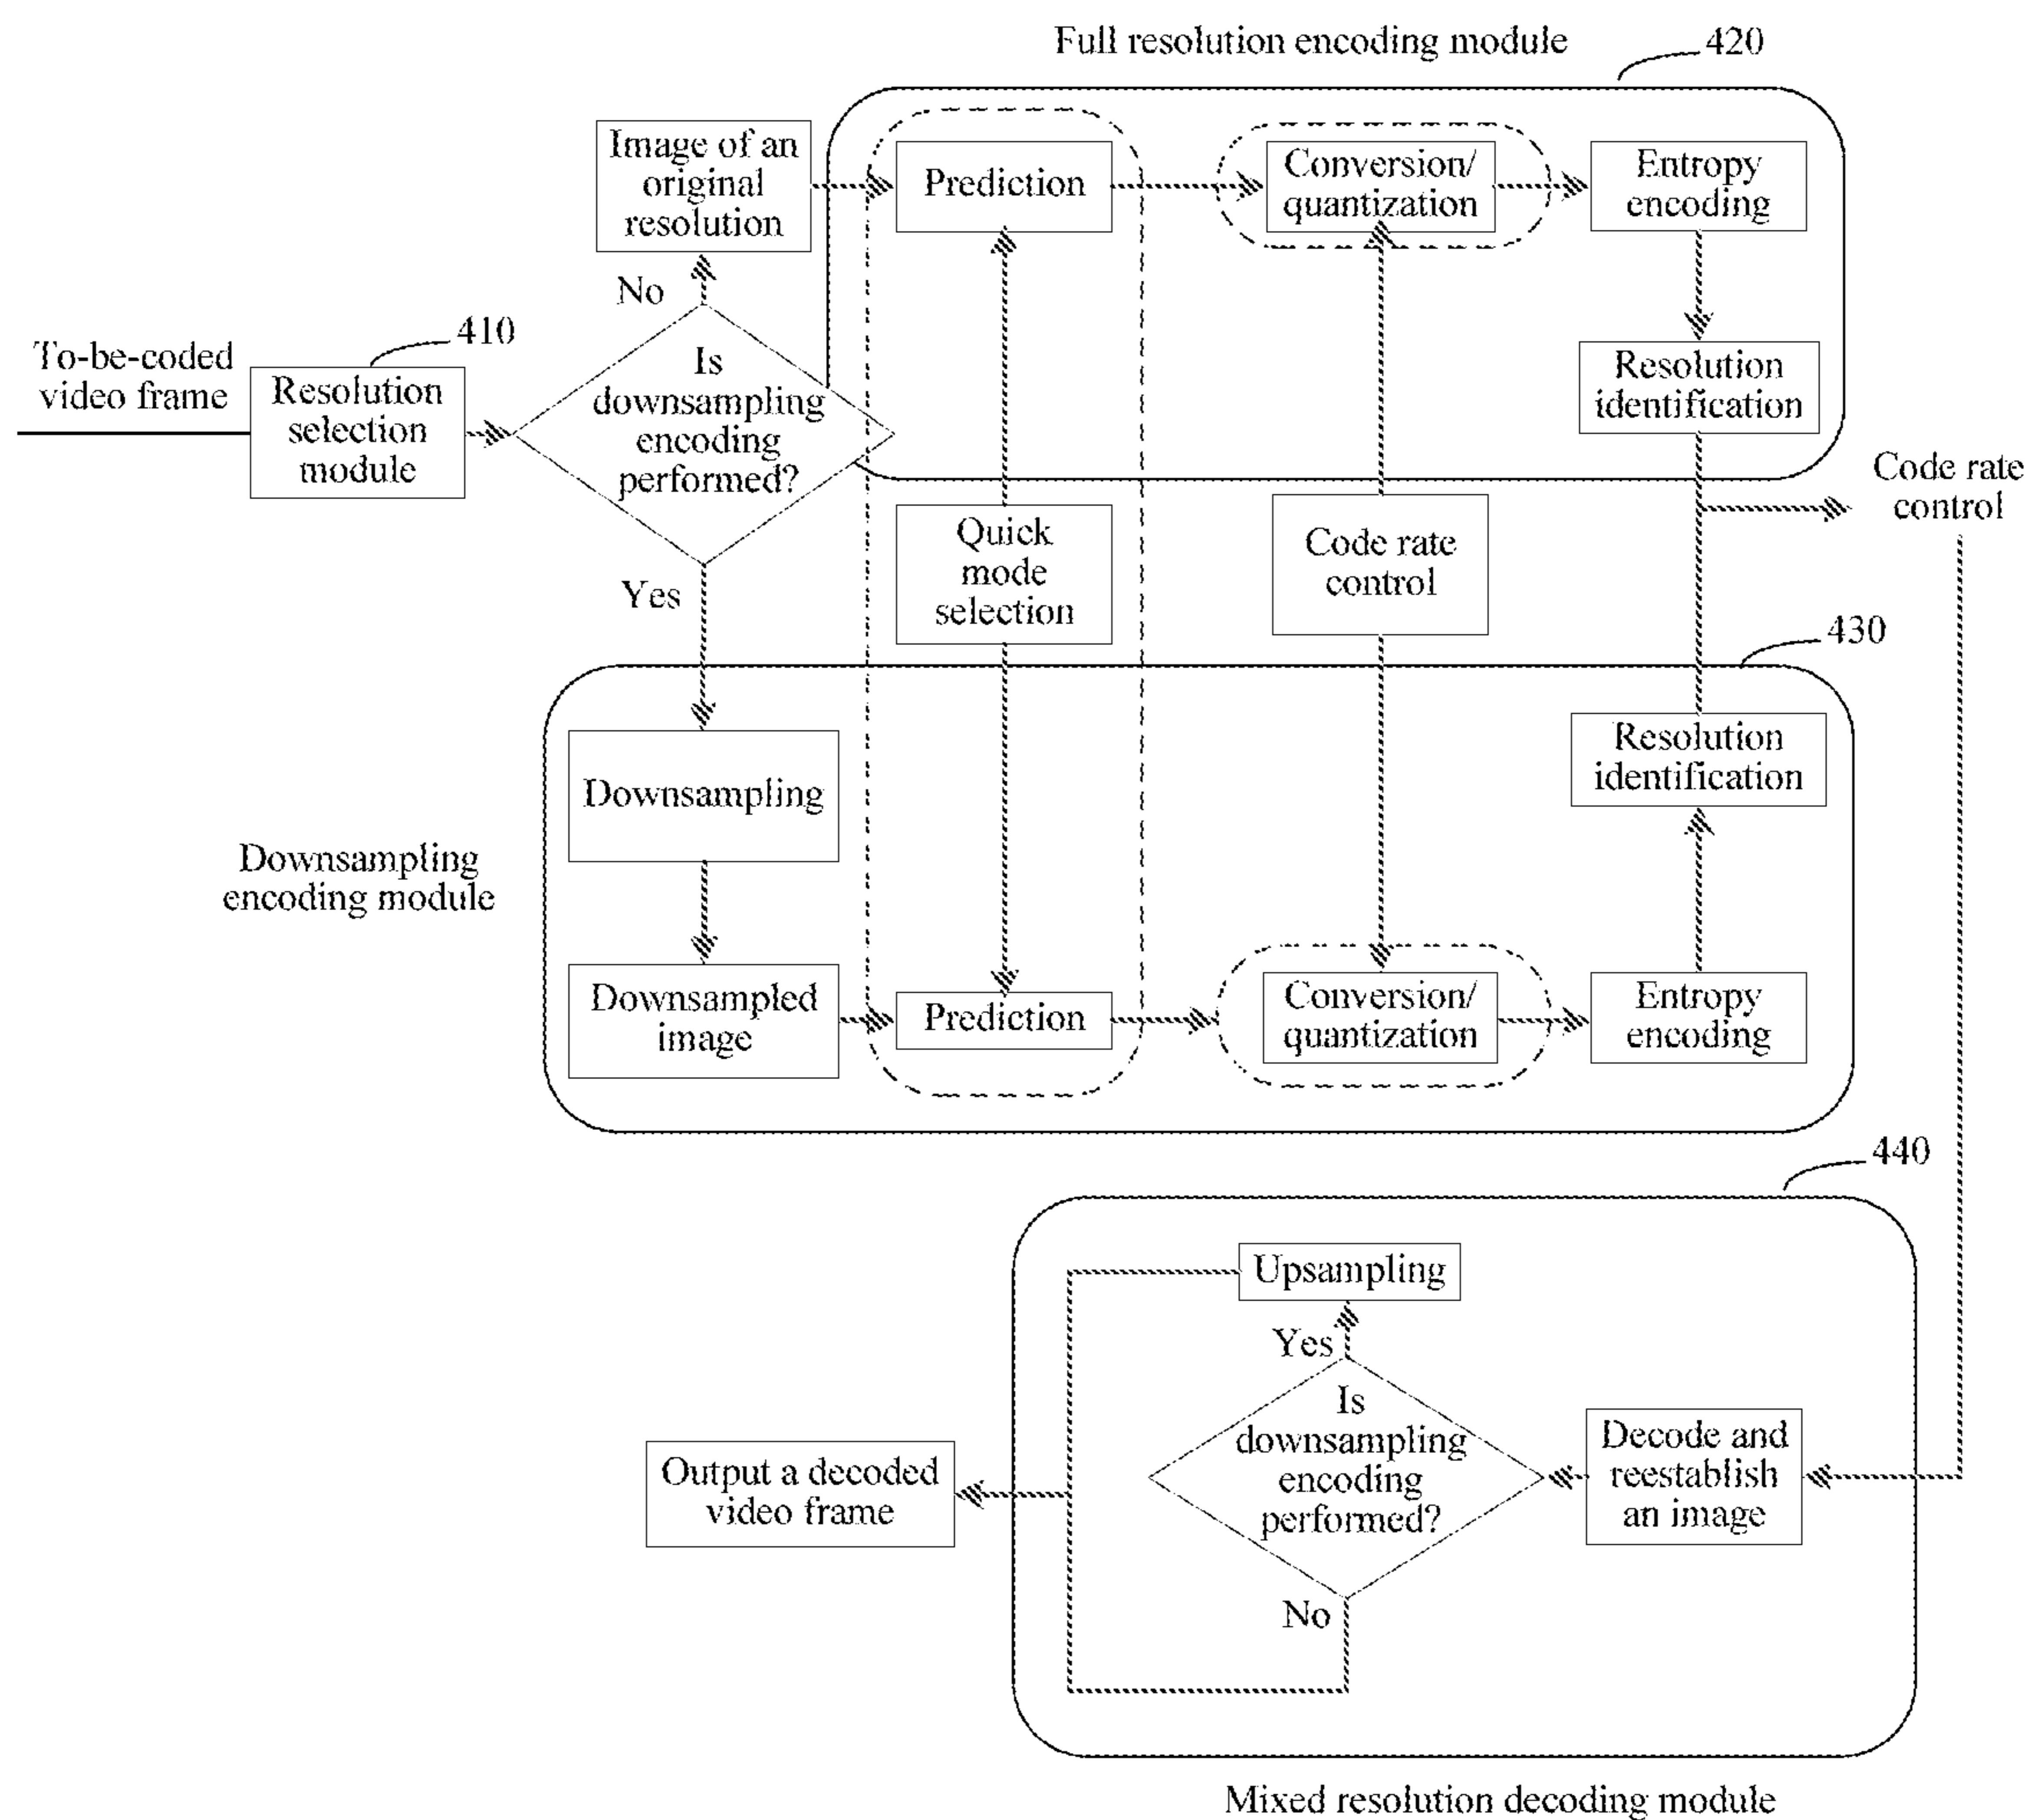 Full resolution encoding module
420
Image of an
original
resolution
Prediction
Conversion/
quantization
Entropy
encoding
No
410
To-be-coded
video frame
Resolution
selection
module
Is
downsampling
encoding
performed?
Resolution
identification
Code rate
control
Quick
mode
selection
Code rate
control
Yes
430
Downsampling
Resolution
identification
Downsampling
encoding module
Downsampled
image
Prediction
Conversion/
quantization
Entropy
encoding
440
Upsampling
Yes
Is
downsampling
encoding
performed?
Decode and
reestablish
an image
Output a decoded
video frame
No
Mixed resolution decoding module